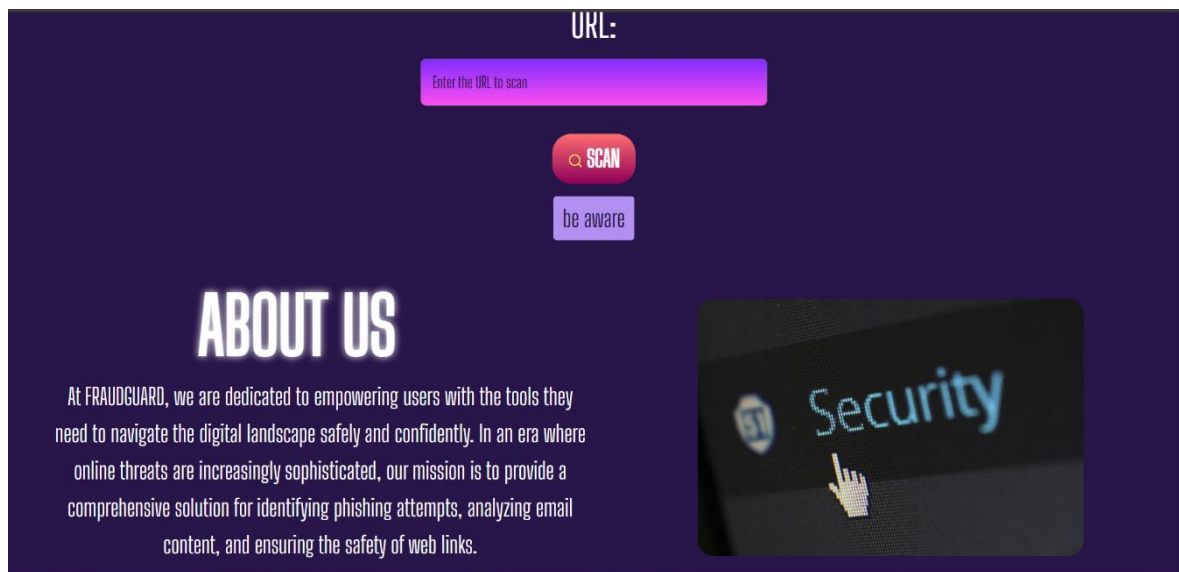 URL:
Enter the URL to scan
SCAN
be aware
ABOUT US
At FRAUDGUARD, we are dedicated to empowering users with the tools they
need to navigate the digital landscape safely and confidently. In an era where
online threats are increasingly sophisticated, our mission is to provide a
comprehensive solution for identifying phishing attempts, analyzing email
content, and ensuring the safety of web links.
Security